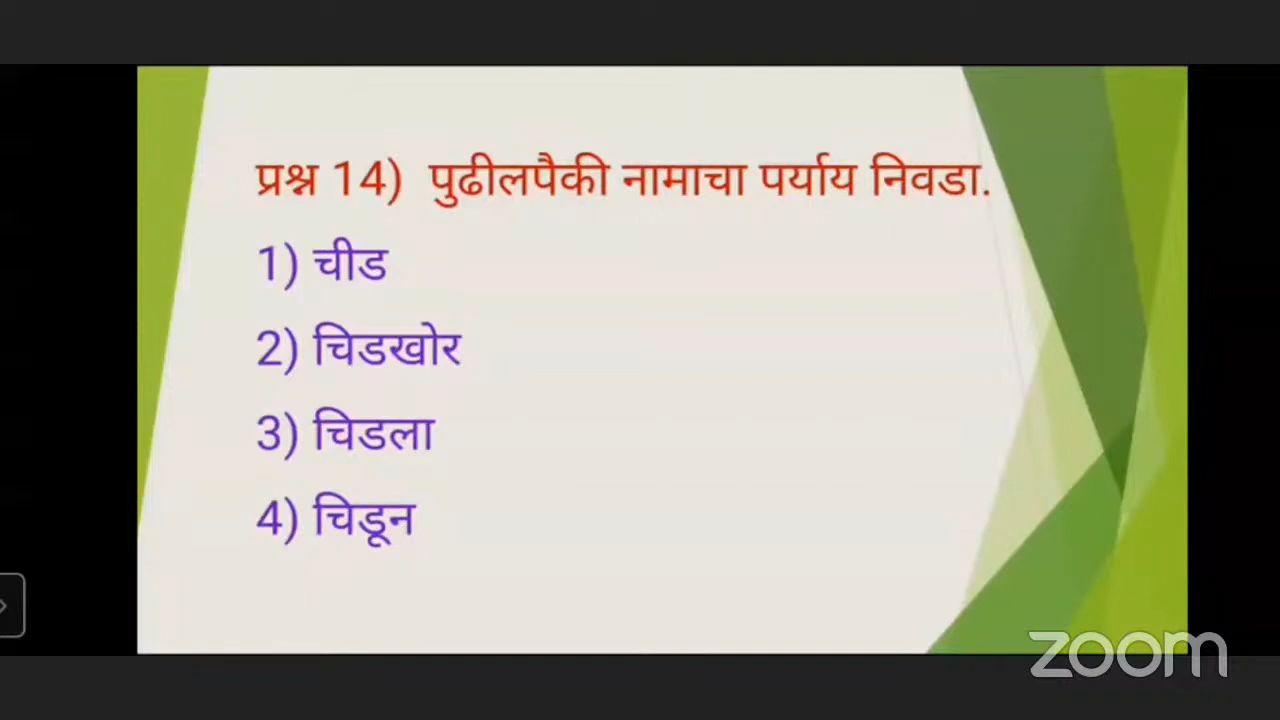 प्रश्न 14) पुढीलपैकी नामाचा पर्याय निवडा.
1) चीड
2) चिडखोर
3) चिडला
4) चिडून
zoom